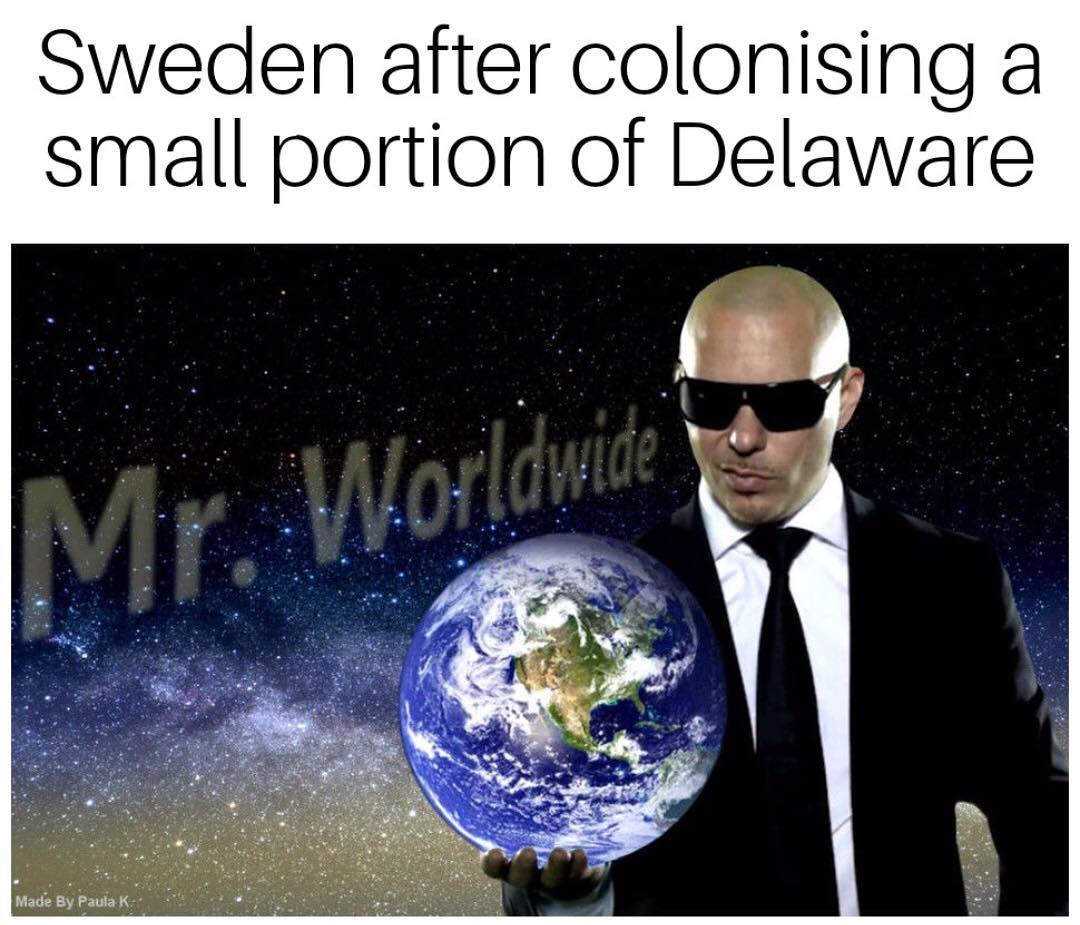 Sweden after colonising a
small portion of Delaware
Mr. Worldwide
Made By Paula K.